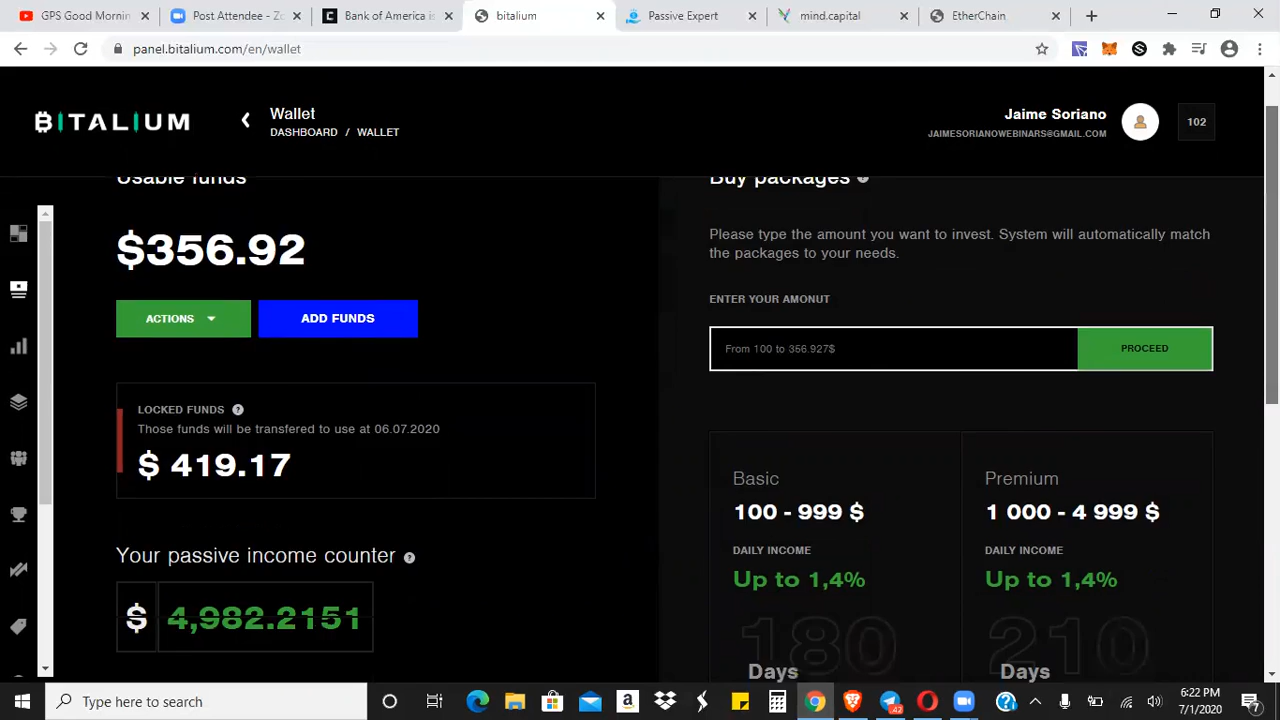 GPS Good Morning
Post Attendee - Zo
Bank of America is
bitalium
Passive Expert
mind.capital
EtherChain
panel.bitalium.com/en/wallet
BITALIUM
Wallet
DASHBOARD / WALLET
Jaime Soriano
JAIMESORIANOWEBINARS@GMAIL.COM
102
Usable funds
$356.92
ACTIONS
ADD FUNDS
LOCKED FUNDS ?
Those funds will be transfered to use at 06.07.2020
$ 419.17
Your passive income counter ?
$ 4,982.2151
Buy packages ?
Please type the amount you want to invest. System will automatically match
the packages to your needs.
ENTER YOUR AMONUT
From 100 to 356.927$
PROCEED
Basic
100 - 999 $
DAILY INCOME
Up to 1,4%
180
Days
Premium
1 000 - 4 999 $
DAILY INCOME
Up to 1,4%
210
Days
Type here to search
42
6:22 PM
7/1/2020
7